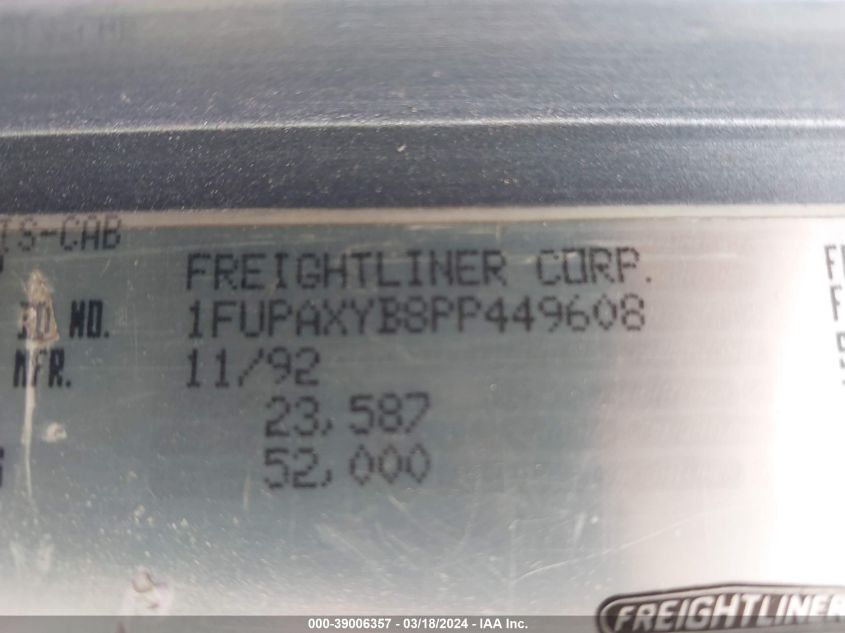 IS-CAB
FREIGHTLINER CORP.
ID NO. 1FUPAXYB8PP449608
MFR. 11/92
23,587
52,000
FREIGHTLINER
000-39006357 - 03/18/2024 - IAA Inc.